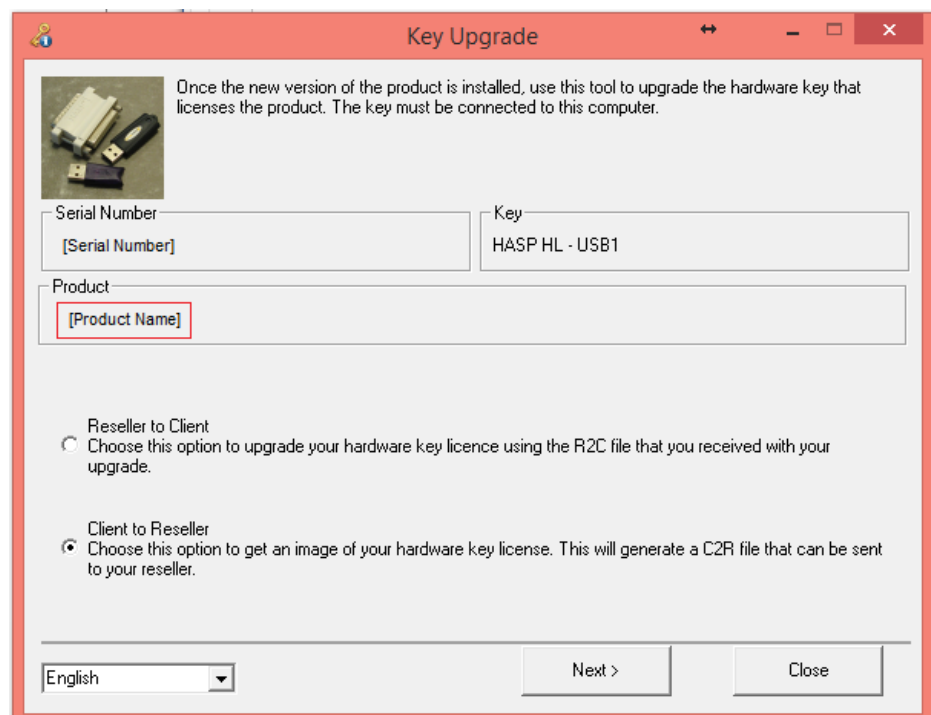 Key Upgrade
Once the new version of the product is installed, use this tool to upgrade the hardware key that
licenses the product. The key must be connected to this computer.
Serial Number
[Serial Number]
Key
HASP HL - USB1
Product
[Product Name]
Reseller to Client
Choose this option to upgrade your hardware key licence using the R2C file that you received with your
upgrade.
Client to Reseller
Choose this option to get an image of your hardware key license. This will generate a C2R file that can be sent
to your reseller.
English
Next >
Close